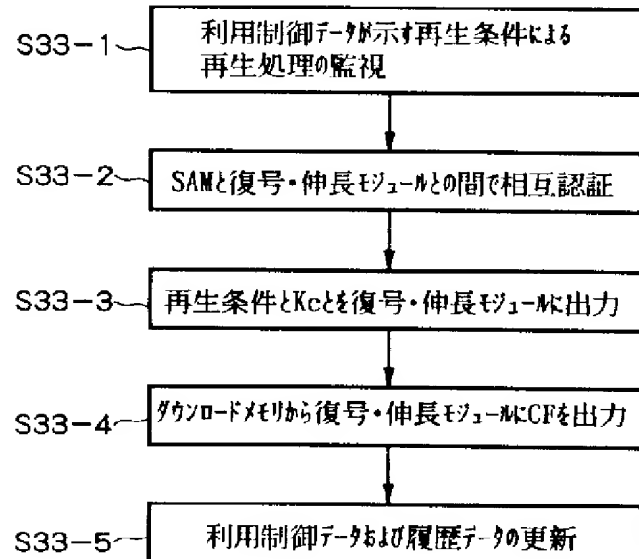 S33-1
利用制御データが示す再生条件による
再生処理の監視
S33-2
SAMと復号・伸長モジュールとの間で相互認証
S33-3
再生条件とKcとを復号・伸長モジュールに出力
S33-4
ダウンロードメモリから復号・伸長モジュールにCFを出力
S33-5
利用制御データおよび履歴データの更新